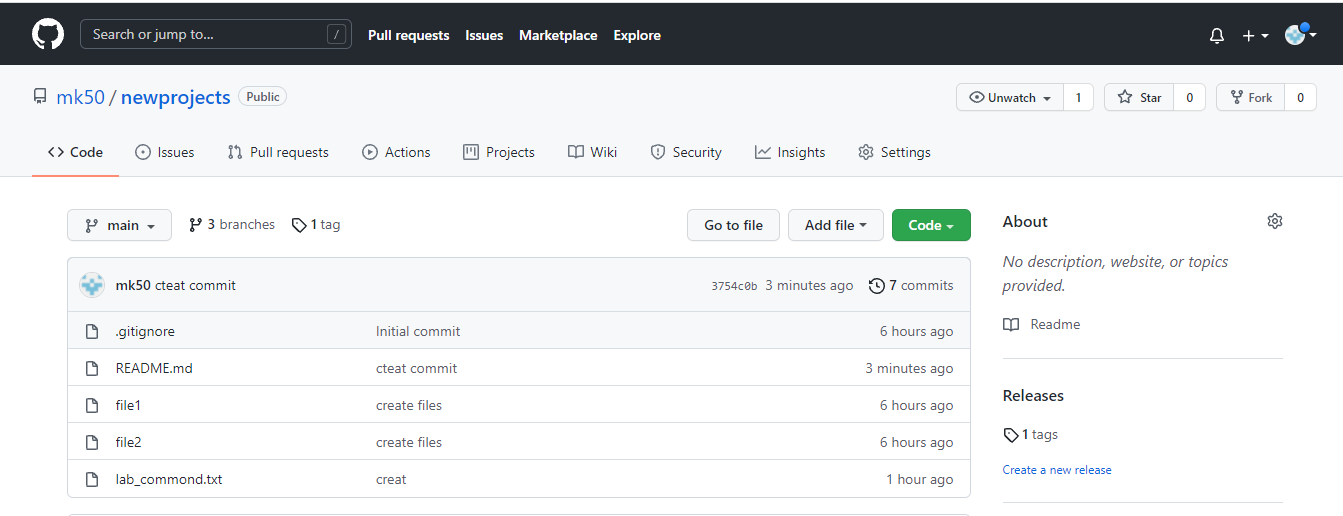 Search or jump to... / Pull requests Issues Marketplace Explore
mk50 / newprojects Public Unwatch 1 Star 0 Fork 0
Code Issues Pull requests Actions Projects Wiki Security Insights Settings
main 3 branches 1 tag Go to file Add file Code
mk50 cteat commit 3754c0b 3 minutes ago 7 commits
.gitignore Initial commit 6 hours ago
README.md cteat commit 3 minutes ago
file1 create files 6 hours ago
file2 create files 6 hours ago
lab_commond.txt creat 1 hour ago
About
No description, website, or topics
provided.
Readme
Releases
1 tags
Create a new release